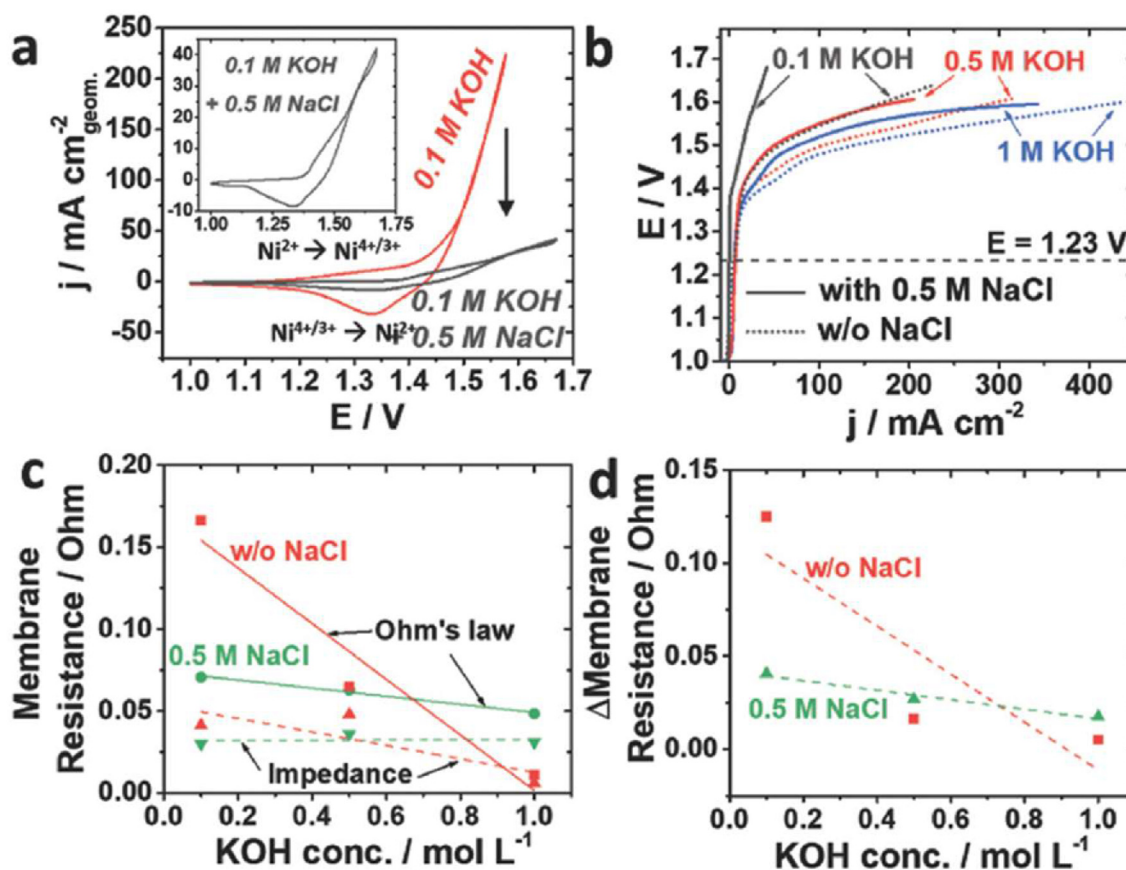 a
j / mA cm⁻²geom.
250
200
150
100
50
0
-50
40
30
20
10
0
-10
0.1 M KOH
+ 0.5 M NaCl
1.00 1.25 1.50 1.75
0.1 M KOH
Ni²⁺ → Ni⁴⁺/³⁺
0.1 M KOH
Ni⁴⁺/³⁺ → Ni²⁺
+ 0.5 M NaCl
1.0 1.1 1.2 1.3 1.4 1.5 1.6 1.7
E / V
b
E / V
1.7
1.6
1.5
1.4
1.3
1.2
1.1
1.0
0.1 M KOH
0.5 M KOH
1 M KOH
E = 1.23 V
with 0.5 M NaCl
w/o NaCl
0 100 200 300 400
j / mA cm⁻²
c
Membrane
Resistance / Ohm
0.20
0.15
0.10
0.05
0.00
w/o NaCl
Ohm's law
0.5 M NaCl
Impedance
0.0 0.2 0.4 0.6 0.8 1.0
KOH conc. / mol L⁻¹
d
ΔMembrane
Resistance / Ohm
0.15
0.10
0.05
0.00
w/o NaCl
0.5 M NaCl
0.0 0.2 0.4 0.6 0.8 1.0
KOH conc. / mol L⁻¹